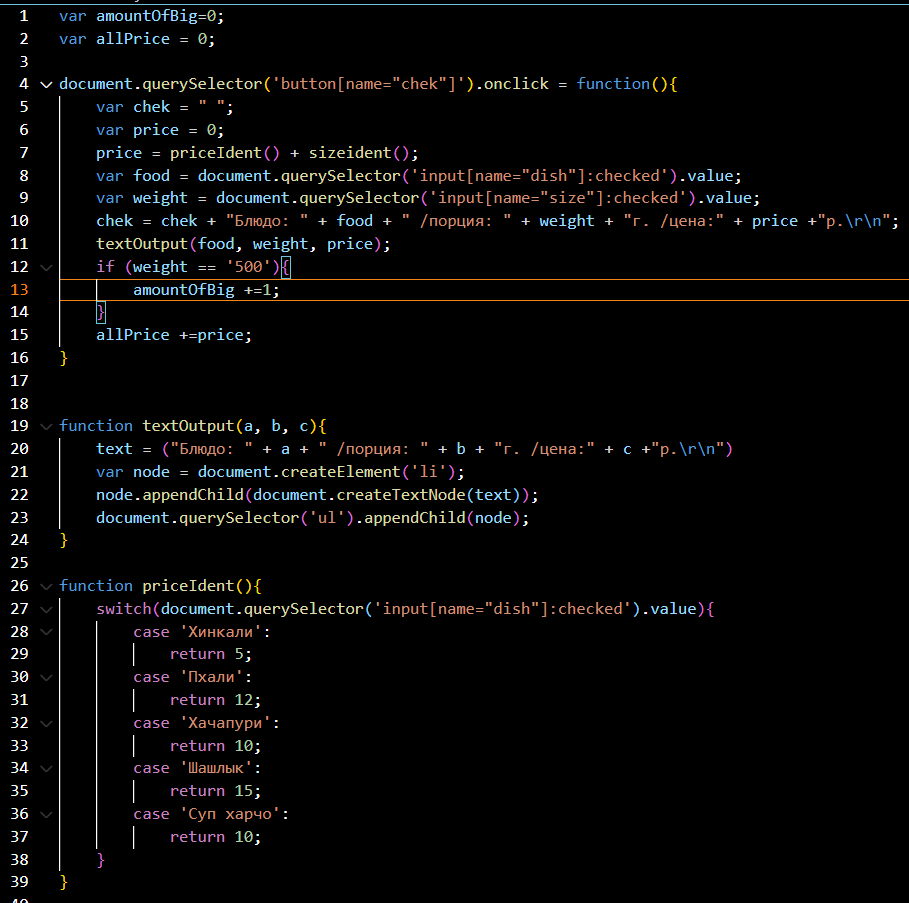 1 var amountOfBig=0;
2 var allPrice = 0;
3
4 document.querySelector('button[name="chek"]').onclick = function(){
5 var chek = " ";
6 var price = 0;
7 price = priceIdent() + sizeident();
8 var food = document.querySelector('input[name="dish"]:checked').value;
9 var weight = document.querySelector('input[name="size"]:checked').value;
10 chek = chek + "Блюдо: " + food + " /порция: " + weight + "г. /цена:" + price +"р.\r\n";
11 textOutput(food, weight, price);
12 if (weight == '500'){
13 amountOfBig +=1;
14 }
15 allPrice +=price;
16 }
17
18
19 function textOutput(a, b, c){
20 text = ("Блюдо: " + a + " /порция: " + b + "г. /цена:" + c +"р.\r\n")
21 var node = document.createElement('li');
22 node.appendChild(document.createTextNode(text));
23 document.querySelector('ul').appendChild(node);
24 }
25
26 function priceIdent(){
27 switch(document.querySelector('input[name="dish"]:checked').value){
28 case 'Хинкали':
29 return 5;
30 case 'Пхали':
31 return 12;
32 case 'Хачапури':
33 return 10;
34 case 'Шашлык':
35 return 15;
36 case 'Суп харчо':
37 return 10;
38 }
39 }